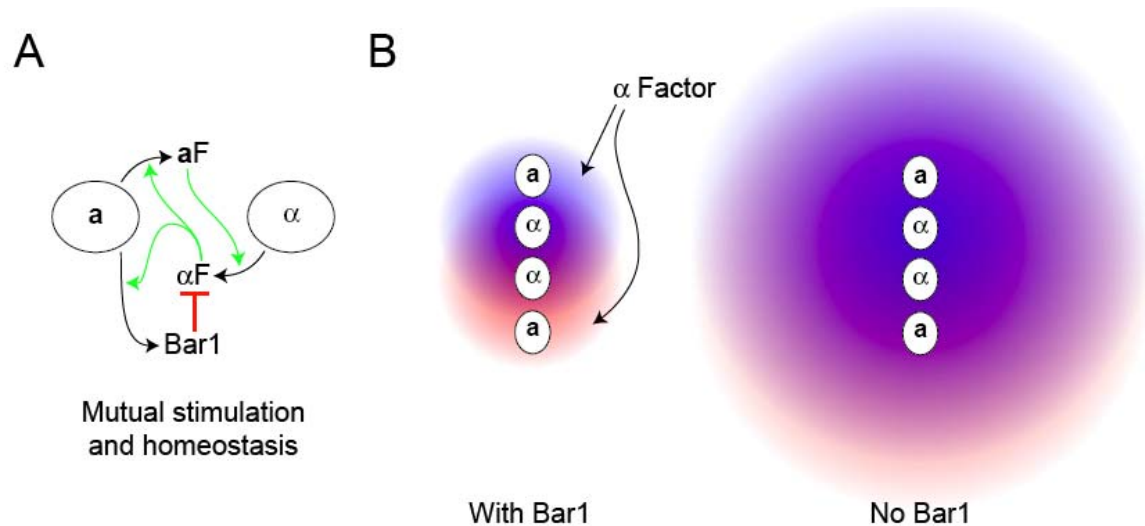 A
B
α Factor
aF
a
α
αF
Bar1
Mutual stimulation
and homeostasis
a
α
α
a
With Bar1
a
α
α
a
No Bar1